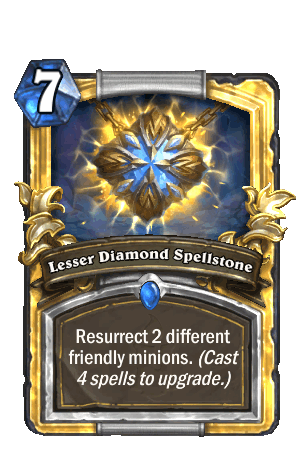 7
Lesser Diamond Spellstone
Resurrect 2 different
friendly minions. (Cast
4 spells to upgrade.)